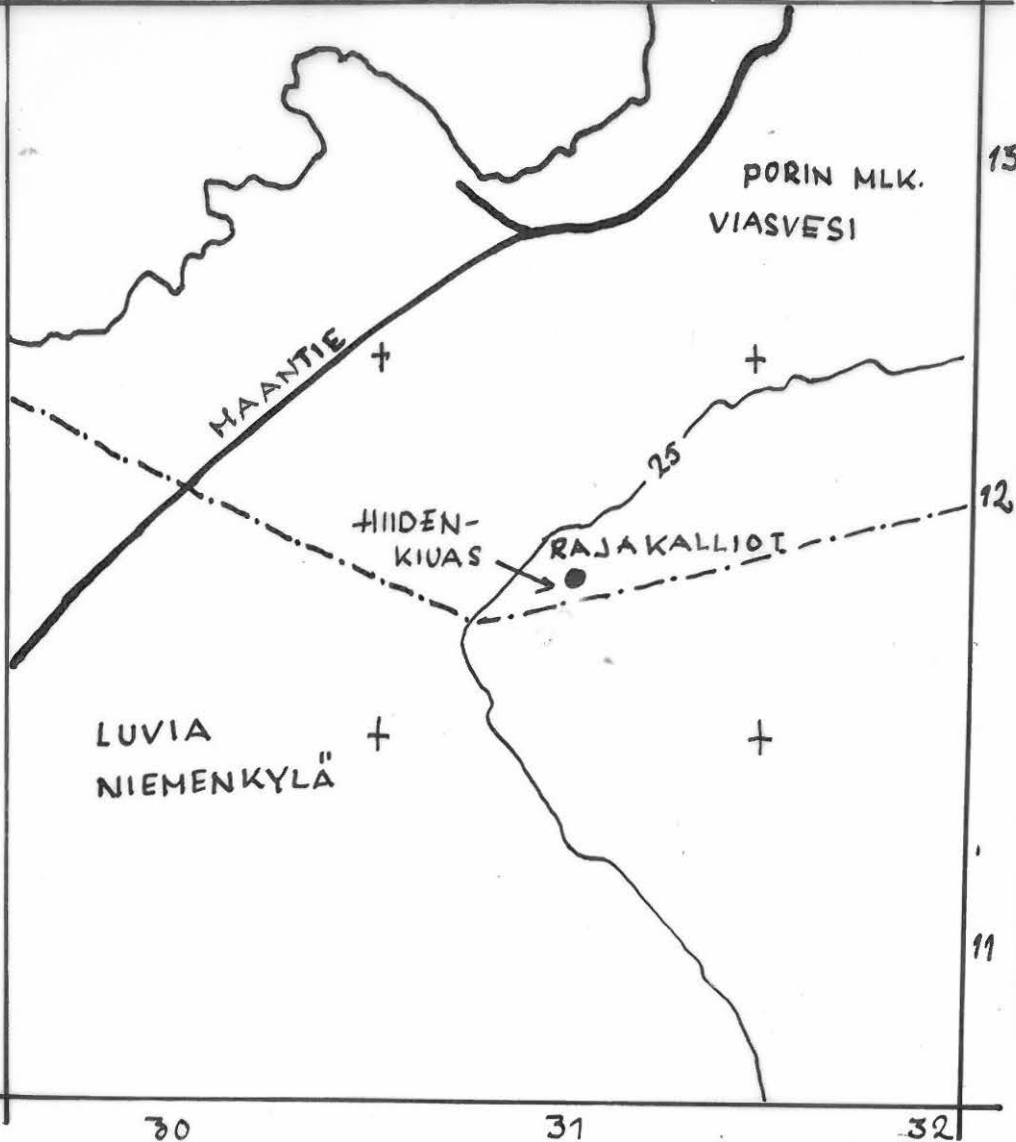 13
PORIN MLK.
VIASVESI
MAANTIE
25
12
HIIDEN-
KIUAS
RAJAKALLIOT
LUVIA
NIEMENKYLÄ
11
30
31
32